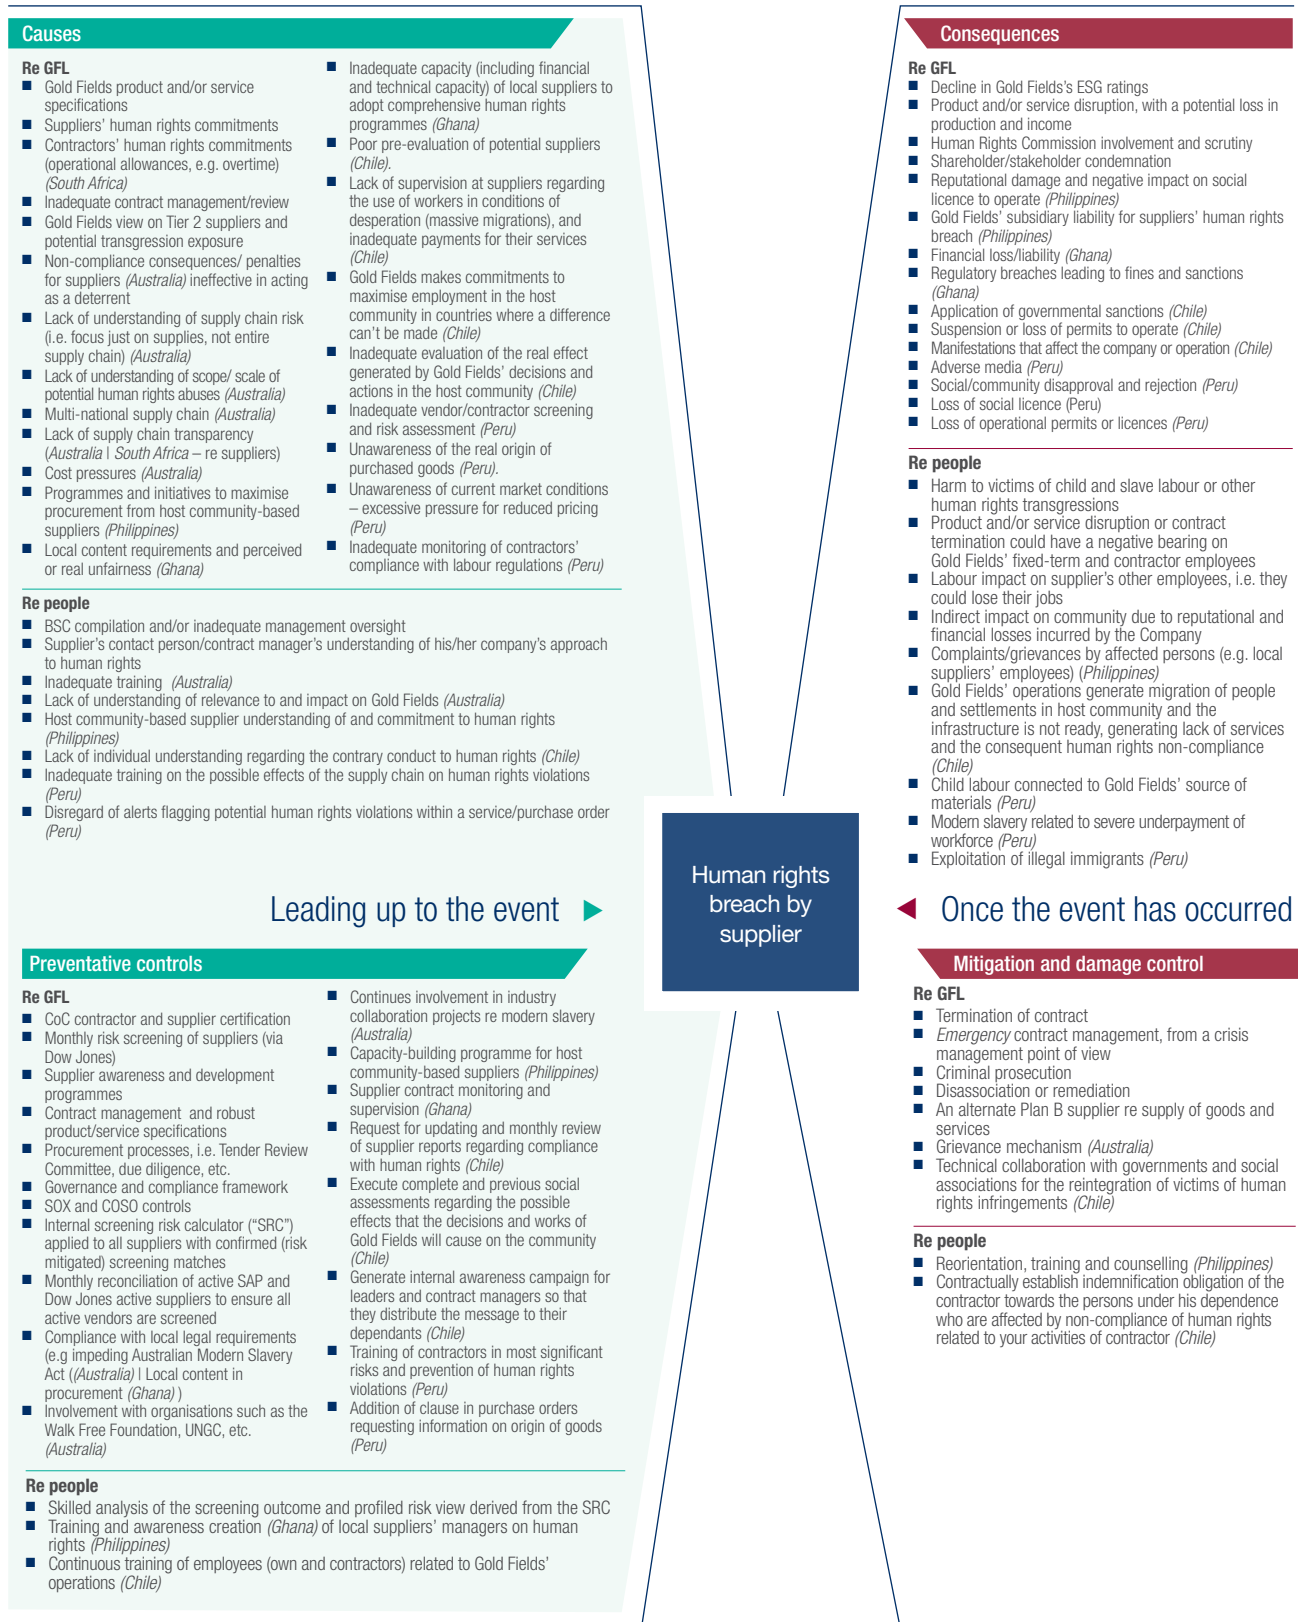 Causes
Re GFL
■ Gold Fields product and/or service
specifications
■ Suppliers' human rights commitments
■ Contractors' human rights commitments
(operational allowances, e.g. overtime)
(South Africa)
■ Inadequate contract management/review
■ Gold Fields view on Tier 2 suppliers and
potential transgression exposure
■ Non-compliance consequences/ penalties
for suppliers (Australia) ineffective in acting
as a deterrent
■ Lack of understanding of supply chain risk
(i.e. focus just on supplies, not entire
supply chain) (Australia)
■ Lack of understanding of scope/ scale of
potential human rights abuses (Australia)
■ Multi-national supply chain (Australia)
■ Lack of supply chain transparency
(Australia | South Africa – re suppliers)
■ Cost pressures (Australia)
■ Programmes and initiatives to maximise
procurement from host community-based
suppliers (Philippines)
■ Local content requirements and perceived
or real unfairness (Ghana)
■ Inadequate capacity (including financial
and technical capacity) of local suppliers to
adopt comprehensive human rights
programmes (Ghana)
■ Poor pre-evaluation of potential suppliers
(Chile).
■ Lack of supervision at suppliers regarding
the use of workers in conditions of
desperation (massive migrations), and
inadequate payments for their services
(Chile)
■ Gold Fields makes commitments to
maximise employment in the host
community in countries where a difference
can't be made (Chile)
■ Inadequate evaluation of the real effect
generated by Gold Fields' decisions and
actions in the host community (Chile)
■ Inadequate vendor/contractor screening
and risk assessment (Peru)
■ Unawareness of the real origin of
purchased goods (Peru).
■ Unawareness of current market conditions
– excessive pressure for reduced pricing
(Peru)
■ Inadequate monitoring of contractors'
compliance with labour regulations (Peru)
Re people
■ BSC compilation and/or inadequate management oversight
■ Supplier's contact person/contract manager's understanding of his/her company's approach
to human rights
■ Inadequate training (Australia)
■ Lack of understanding of relevance to and impact on Gold Fields (Australia)
■ Host community-based supplier understanding of and commitment to human rights
(Philippines)
■ Lack of individual understanding regarding the contrary conduct to human rights (Chile)
■ Inadequate training on the possible effects of the supply chain on human rights violations
(Peru)
■ Disregard of alerts flagging potential human rights violations within a service/purchase order
(Peru)
Leading up to the event
Preventative controls
Re GFL
■ CoC contractor and supplier certification
■ Monthly risk screening of suppliers (via
Dow Jones)
■ Supplier awareness and development
programmes
■ Contract management and robust
product/service specifications
■ Procurement processes, i.e. Tender Review
Committee, due diligence, etc.
■ Governance and compliance framework
■ SOX and COSO controls
■ Internal screening risk calculator ("SRC")
applied to all suppliers with confirmed (risk
mitigated) screening matches
■ Monthly reconciliation of active SAP and
Dow Jones active suppliers to ensure all
active vendors are screened
■ Compliance with local legal requirements
(e.g impeding Australian Modern Slavery
Act ((Australia) | Local content in
procurement (Ghana) )
■ Involvement with organisations such as the
Walk Free Foundation, UNGC, etc.
(Australia)
■ Continues involvement in industry
collaboration projects re modern slavery
(Australia)
■ Capacity-building programme for host
community-based suppliers (Philippines)
■ Supplier contract monitoring and
supervision (Ghana)
■ Request for updating and monthly review
of supplier reports regarding compliance
with human rights (Chile)
■ Execute complete and previous social
assessments regarding the possible
effects that the decisions and works of
Gold Fields will cause on the community
(Chile)
■ Generate internal awareness campaign for
leaders and contract managers so that
they distribute the message to their
dependants (Chile)
■ Training of contractors in most significant
risks and prevention of human rights
violations (Peru)
■ Addition of clause in purchase orders
requesting information on origin of goods
(Peru)
Re people
■ Skilled analysis of the screening outcome and profiled risk view derived from the SRC
■ Training and awareness creation (Ghana) of local suppliers' managers on human
rights (Philippines)
■ Continuous training of employees (own and contractors) related to Gold Fields'
operations (Chile)
Human rights
breach by
supplier
Consequences
Re GFL
■ Decline in Gold Fields's ESG ratings
■ Product and/or service disruption, with a potential loss in
production and income
■ Human Rights Commission involvement and scrutiny
■ Shareholder/stakeholder condemnation
■ Reputational damage and negative impact on social
licence to operate (Philippines)
■ Gold Fields' subsidiary liability for suppliers' human rights
breach (Philippines)
■ Financial loss/liability (Ghana)
■ Regulatory breaches leading to fines and sanctions
(Ghana)
■ Application of governmental sanctions (Chile)
■ Suspension or loss of permits to operate (Chile)
■ Manifestations that affect the company or operation (Chile)
■ Adverse media (Peru)
■ Social/community disapproval and rejection (Peru)
■ Loss of social licence (Peru)
■ Loss of operational permits or licences (Peru)
Re people
■ Harm to victims of child and slave labour or other
human rights transgressions
■ Product and/or service disruption or contract
termination could have a negative bearing on
Gold Fields' fixed-term and contractor employees
■ Labour impact on supplier's other employees, i.e. they
could lose their jobs
■ Indirect impact on community due to reputational and
financial losses incurred by the Company
■ Complaints/grievances by affected persons (e.g. local
suppliers' employees) (Philippines)
■ Gold Fields' operations generate migration of people
and settlements in host community and the
infrastructure is not ready, generating lack of services
and the consequent human rights non-compliance
(Chile)
■ Child labour connected to Gold Fields' source of
materials (Peru)
■ Modern slavery related to severe underpayment of
workforce (Peru)
■ Exploitation of illegal immigrants (Peru)
Once the event has occurred
Mitigation and damage control
Re GFL
■ Termination of contract
■ Emergency contract management, from a crisis
management point of view
■ Criminal prosecution
■ Disassociation or remediation
■ An alternate Plan B supplier re supply of goods and
services
■ Grievance mechanism (Australia)
■ Technical collaboration with governments and social
associations for the reintegration of victims of human
rights infringements (Chile)
Re people
■ Reorientation, training and counselling (Philippines)
■ Contractually establish indemnification obligation of the
contractor towards the persons under his dependence
who are affected by non-compliance of human rights
related to your activities of contractor (Chile)